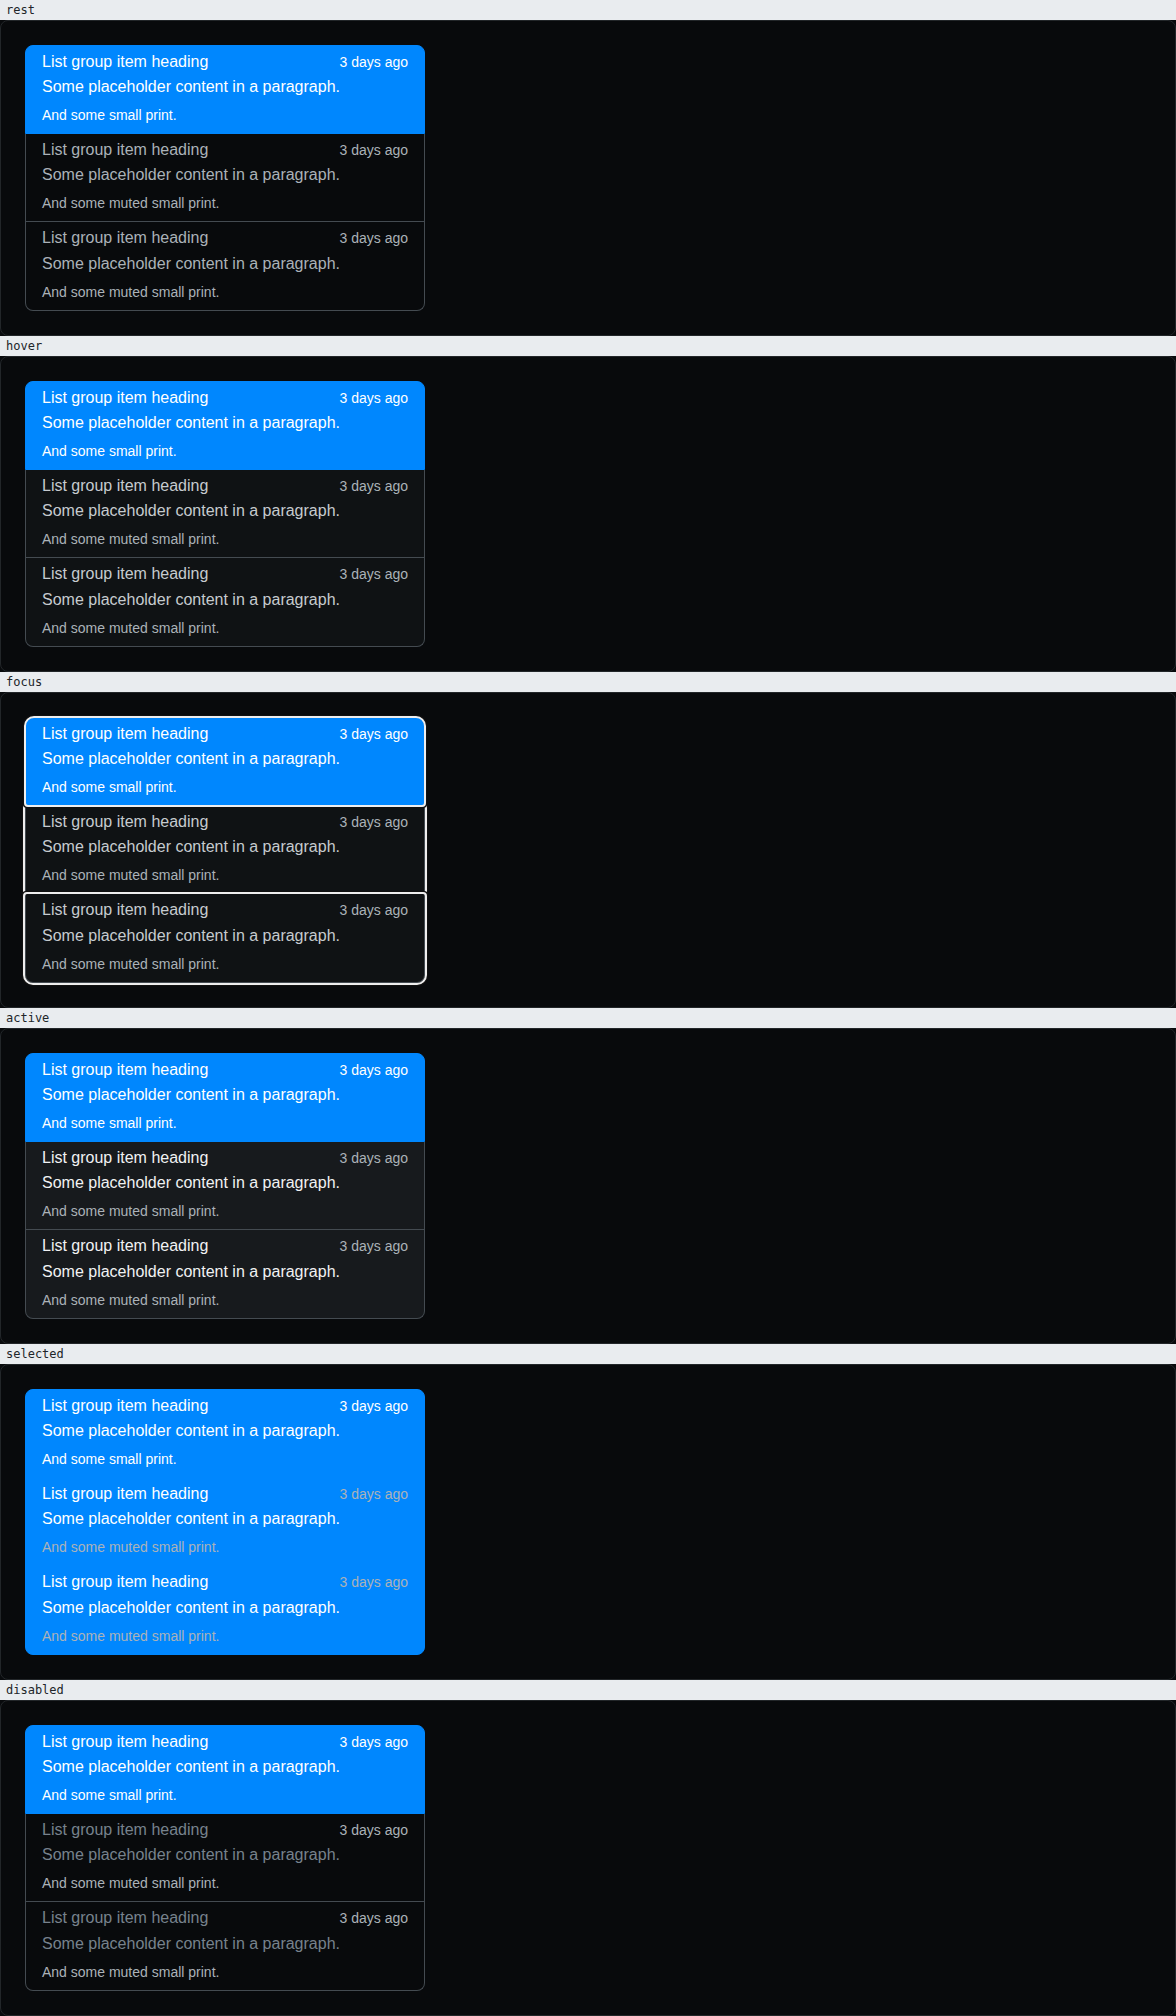 rest
List group item heading 3 days ago
Some placeholder content in a paragraph.
And some small print.
List group item heading 3 days ago
Some placeholder content in a paragraph.
And some muted small print.
List group item heading 3 days ago
Some placeholder content in a paragraph.
And some muted small print.
hover
List group item heading 3 days ago
Some placeholder content in a paragraph.
And some small print.
List group item heading 3 days ago
Some placeholder content in a paragraph.
And some muted small print.
List group item heading 3 days ago
Some placeholder content in a paragraph.
And some muted small print.
focus
List group item heading 3 days ago
Some placeholder content in a paragraph.
And some small print.
List group item heading 3 days ago
Some placeholder content in a paragraph.
And some muted small print.
List group item heading 3 days ago
Some placeholder content in a paragraph.
And some muted small print.
active
List group item heading 3 days ago
Some placeholder content in a paragraph.
And some small print.
List group item heading 3 days ago
Some placeholder content in a paragraph.
And some muted small print.
List group item heading 3 days ago
Some placeholder content in a paragraph.
And some muted small print.
selected
List group item heading 3 days ago
Some placeholder content in a paragraph.
And some small print.
List group item heading 3 days ago
Some placeholder content in a paragraph.
And some muted small print.
List group item heading 3 days ago
Some placeholder content in a paragraph.
And some muted small print.
disabled
List group item heading 3 days ago
Some placeholder content in a paragraph.
And some small print.
List group item heading 3 days ago
Some placeholder content in a paragraph.
And some muted small print.
List group item heading 3 days ago
Some placeholder content in a paragraph.
And some muted small print.